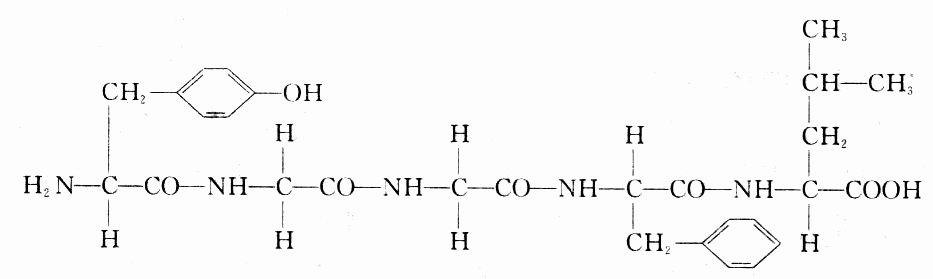 CH₃
CH—CH₃
CH₂—OH
H H H CH₂
H₂N—C—CO—NH—C—CO—NH—C—CO—NH—C—CO—NH—C—COOH
H H H CH₂ H